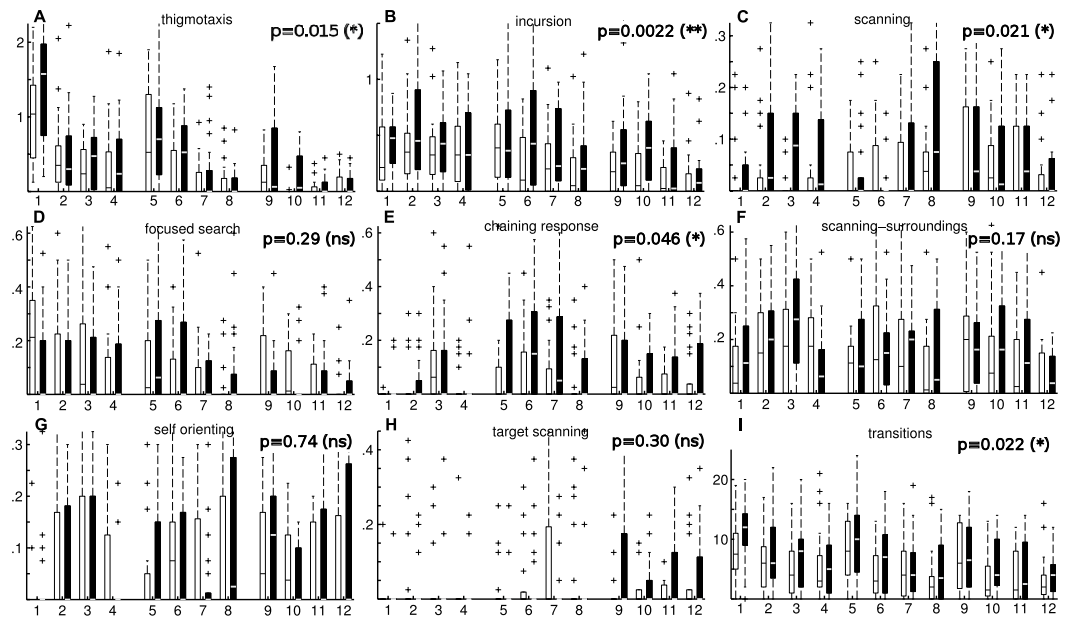 A thigmotaxis
p=0.015 (*)
2
1
1 2 3 4 5 6 7 8 9 10 11 12
B incursion
p=0.0022 (**)
1
1 2 3 4 5 6 7 8 9 10 11 12
C scanning
p=0.021 (*)
.3
.2
.1
1 2 3 4 5 6 7 8 9 10 11 12
D focused search
p=0.29 (ns)
.6
.4
.2
1 2 3 4 5 6 7 8 9 10 11 12
E chaining response
p=0.046 (*)
.6
.4
.2
1 2 3 4 5 6 7 8 9 10 11 12
F scanning−surroundings
p=0.17 (ns)
.6
.4
.2
1 2 3 4 5 6 7 8 9 10 11 12
G self orienting
p=0.74 (ns)
.3
.2
.1
1 2 3 4 5 6 7 8 9 10 11 12
H target scanning
p=0.30 (ns)
.4
.2
1 2 3 4 5 6 7 8 9 10 11 12
I transitions
p=0.022 (*)
20
10
1 2 3 4 5 6 7 8 9 10 11 12